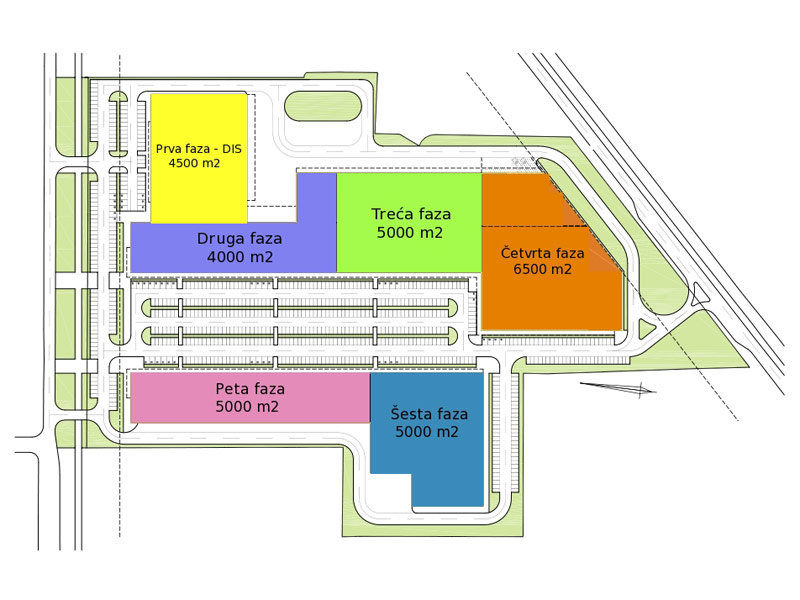 Prva faza - DIS
4500 m2
Druga faza
4000 m2
Treća faza
5000 m2
Četvrta faza
6500 m2
Peta faza
5000 m2
Šesta faza
5000 m2